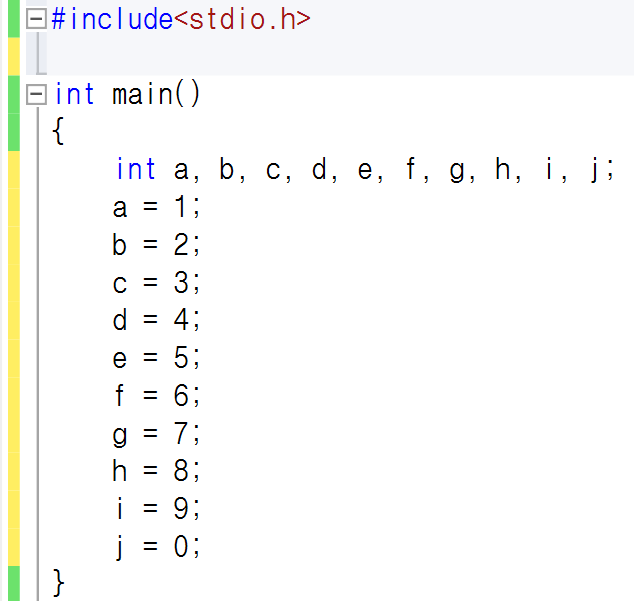 #include<stdio.h>
int main()
{
int a, b, c, d, e, f, g, h, i, j;
a = 1;
b = 2;
c = 3;
d = 4;
e = 5;
f = 6;
g = 7;
h = 8;
i = 9;
j = 0;
}